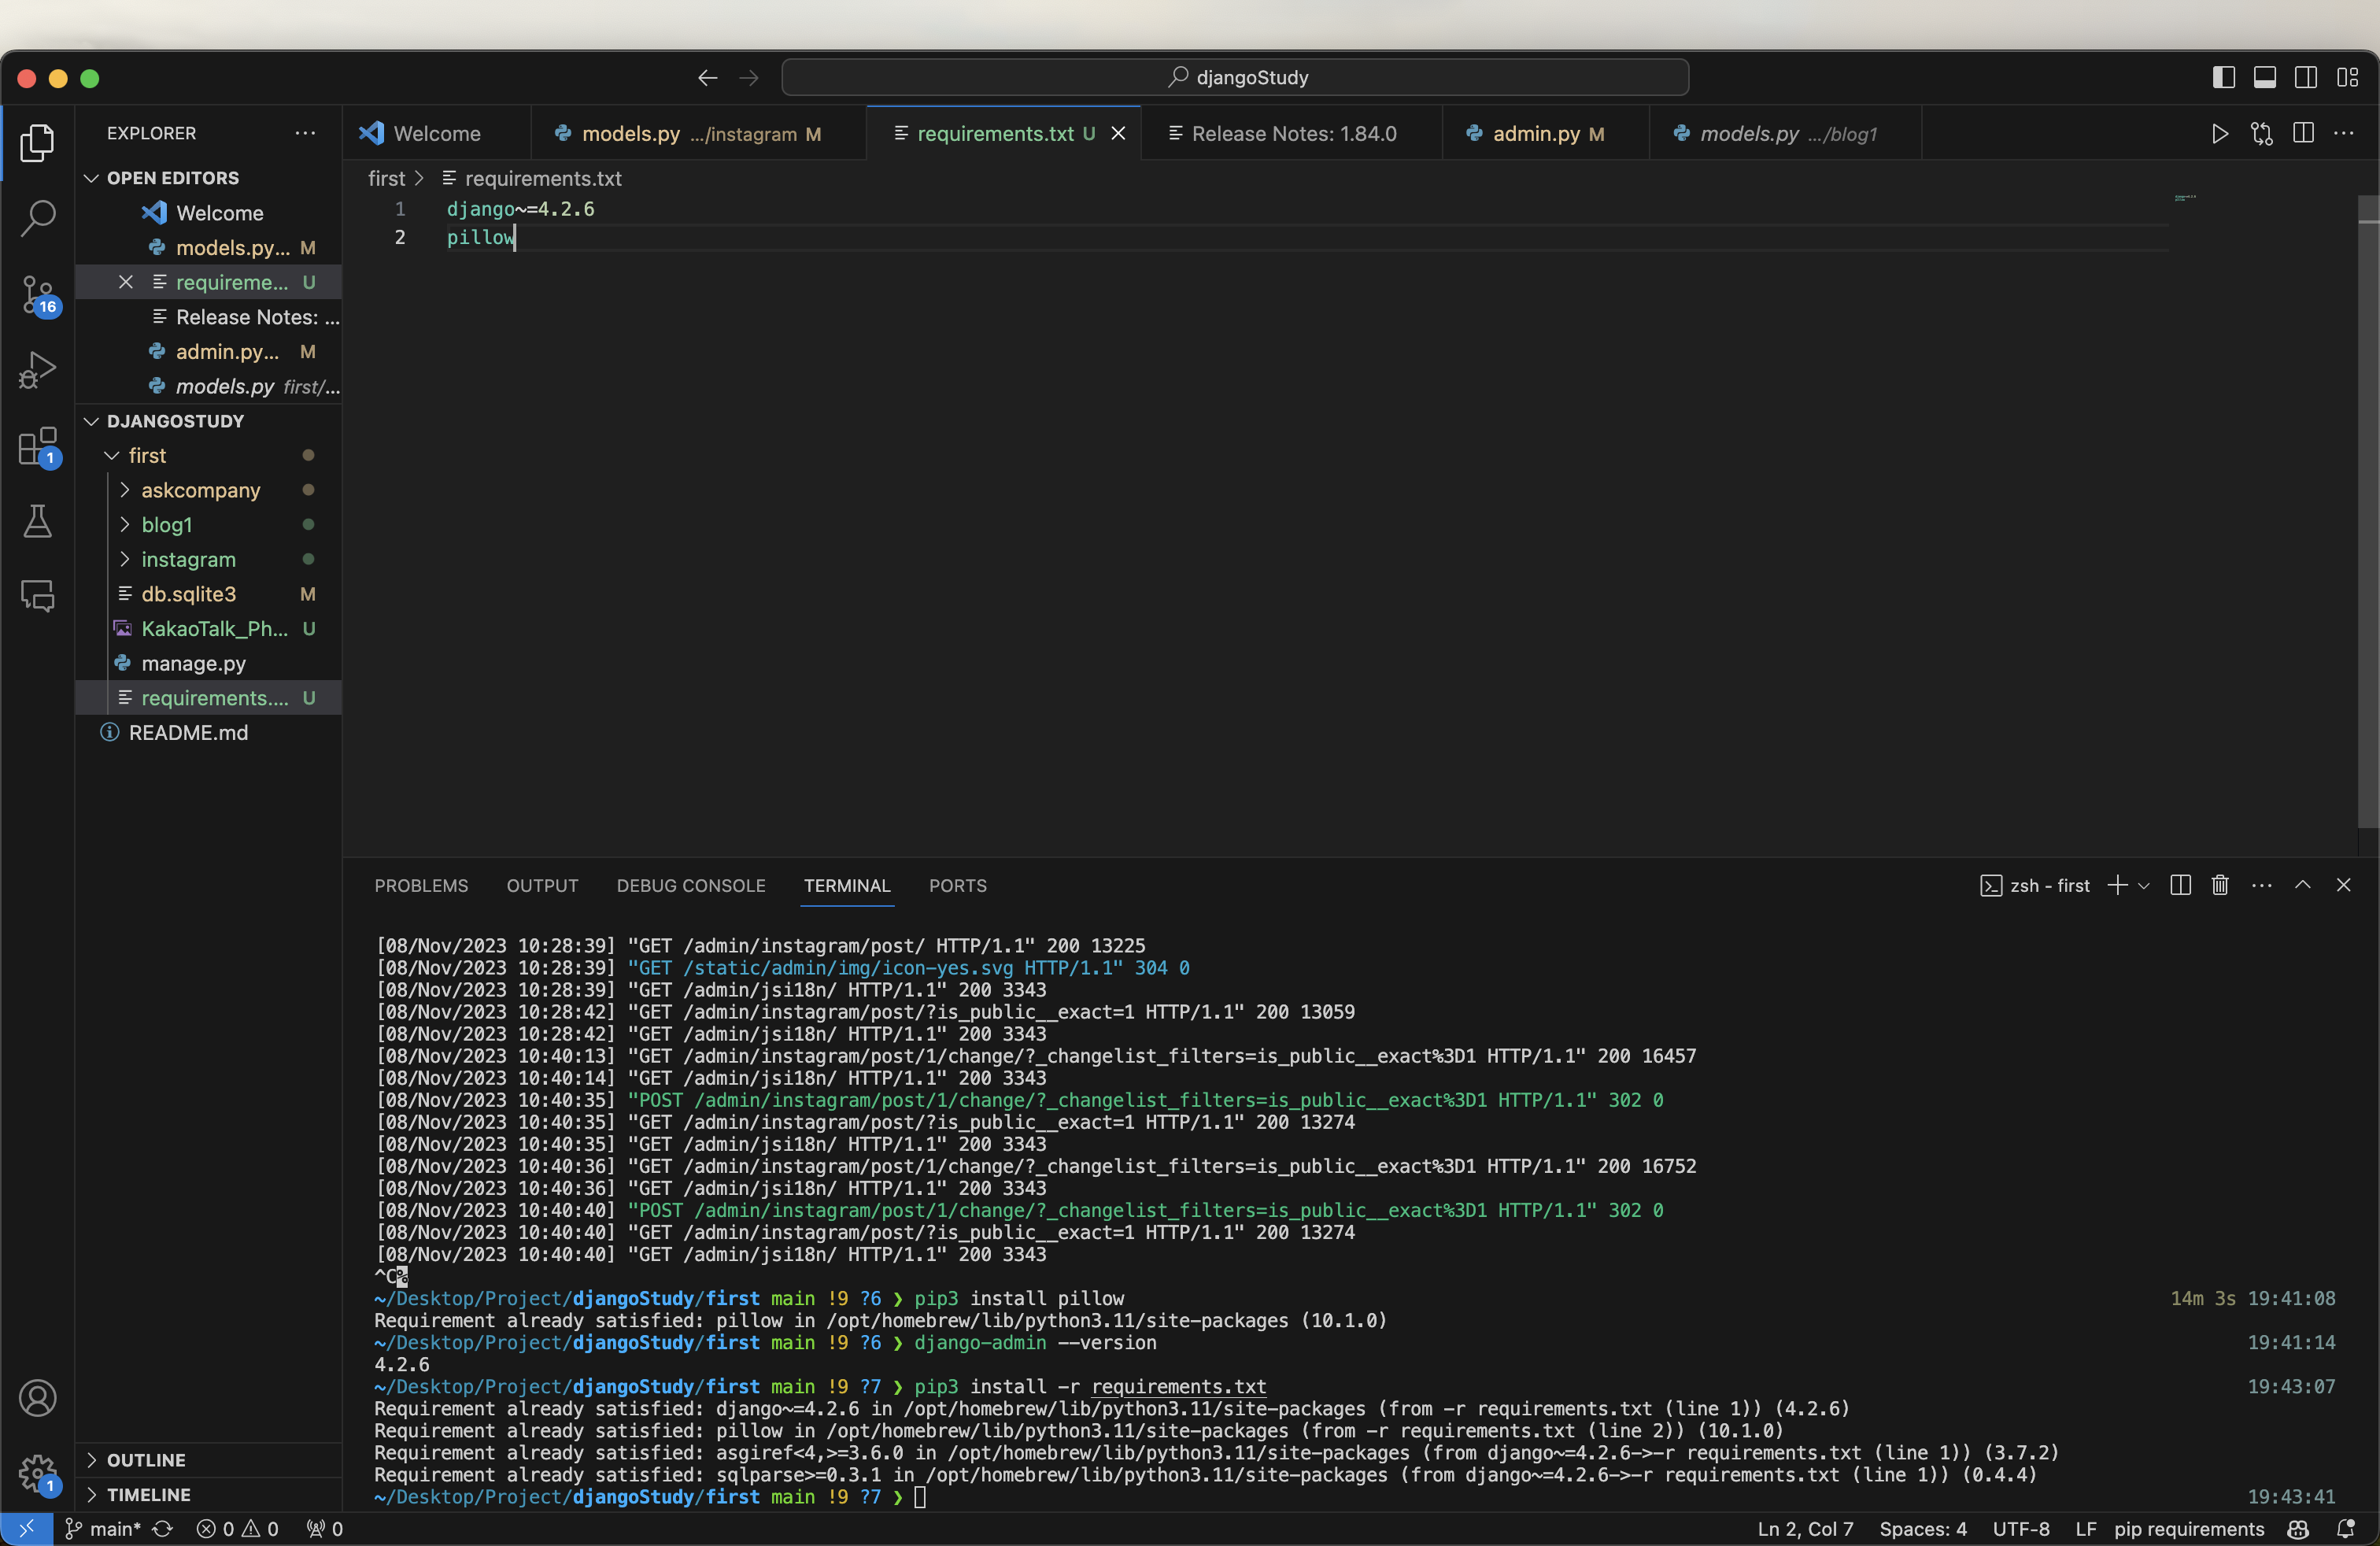 djangoStudy
EXPLORER
OPEN EDITORS
Welcome
models.py... M
requireme... U
Release Notes: ...
admin.py... M
models.py first/...
DJANGOSTUDY
first
askcompany
blog1
instagram
db.sqlite3 M
KakaoTalk_Ph... U
manage.py
requirements.... U
README.md
OUTLINE
TIMELINE
16
1
1
Welcome
models.py .../instagram M
requirements.txt U
Release Notes: 1.84.0
admin.py M
models.py .../blog1
first > requirements.txt
1 django~=4.2.6
2 pillow
PROBLEMS OUTPUT DEBUG CONSOLE TERMINAL PORTS
zsh - first
[08/Nov/2023 10:28:39] "GET /admin/instagram/post/ HTTP/1.1" 200 13225
[08/Nov/2023 10:28:39] "GET /static/admin/img/icon-yes.svg HTTP/1.1" 304 0
[08/Nov/2023 10:28:39] "GET /admin/jsi18n/ HTTP/1.1" 200 3343
[08/Nov/2023 10:28:42] "GET /admin/instagram/post/?is_public__exact=1 HTTP/1.1" 200 13059
[08/Nov/2023 10:28:42] "GET /admin/jsi18n/ HTTP/1.1" 200 3343
[08/Nov/2023 10:40:13] "GET /admin/instagram/post/1/change/?_changelist_filters=is_public__exact%3D1 HTTP/1.1" 200 16457
[08/Nov/2023 10:40:14] "GET /admin/jsi18n/ HTTP/1.1" 200 3343
[08/Nov/2023 10:40:35] "POST /admin/instagram/post/1/change/?_changelist_filters=is_public__exact%3D1 HTTP/1.1" 302 0
[08/Nov/2023 10:40:35] "GET /admin/instagram/post/?is_public__exact=1 HTTP/1.1" 200 13274
[08/Nov/2023 10:40:35] "GET /admin/jsi18n/ HTTP/1.1" 200 3343
[08/Nov/2023 10:40:36] "GET /admin/instagram/post/1/change/?_changelist_filters=is_public__exact%3D1 HTTP/1.1" 200 16752
[08/Nov/2023 10:40:36] "GET /admin/jsi18n/ HTTP/1.1" 200 3343
[08/Nov/2023 10:40:40] "POST /admin/instagram/post/1/change/?_changelist_filters=is_public__exact%3D1 HTTP/1.1" 302 0
[08/Nov/2023 10:40:40] "GET /admin/instagram/post/?is_public__exact=1 HTTP/1.1" 200 13274
[08/Nov/2023 10:40:40] "GET /admin/jsi18n/ HTTP/1.1" 200 3343
^C%
~/Desktop/Project/djangoStudy/first main !9 ?6 ❯ pip3 install pillow 14m 3s 19:41:08
Requirement already satisfied: pillow in /opt/homebrew/lib/python3.11/site-packages (10.1.0)
~/Desktop/Project/djangoStudy/first main !9 ?6 ❯ django-admin --version 19:41:14
4.2.6
~/Desktop/Project/djangoStudy/first main !9 ?7 ❯ pip3 install -r requirements.txt 19:43:07
Requirement already satisfied: django~=4.2.6 in /opt/homebrew/lib/python3.11/site-packages (from -r requirements.txt (line 1)) (4.2.6)
Requirement already satisfied: pillow in /opt/homebrew/lib/python3.11/site-packages (from -r requirements.txt (line 2)) (10.1.0)
Requirement already satisfied: asgiref<4,>=3.6.0 in /opt/homebrew/lib/python3.11/site-packages (from django~=4.2.6->-r requirements.txt (line 1)) (3.7.2)
Requirement already satisfied: sqlparse>=0.3.1 in /opt/homebrew/lib/python3.11/site-packages (from django~=4.2.6->-r requirements.txt (line 1)) (0.4.4)
~/Desktop/Project/djangoStudy/first main !9 ?7 ❯ 19:43:41
main* 0 0 0 Ln 2, Col 7 Spaces: 4 UTF-8 LF pip requirements